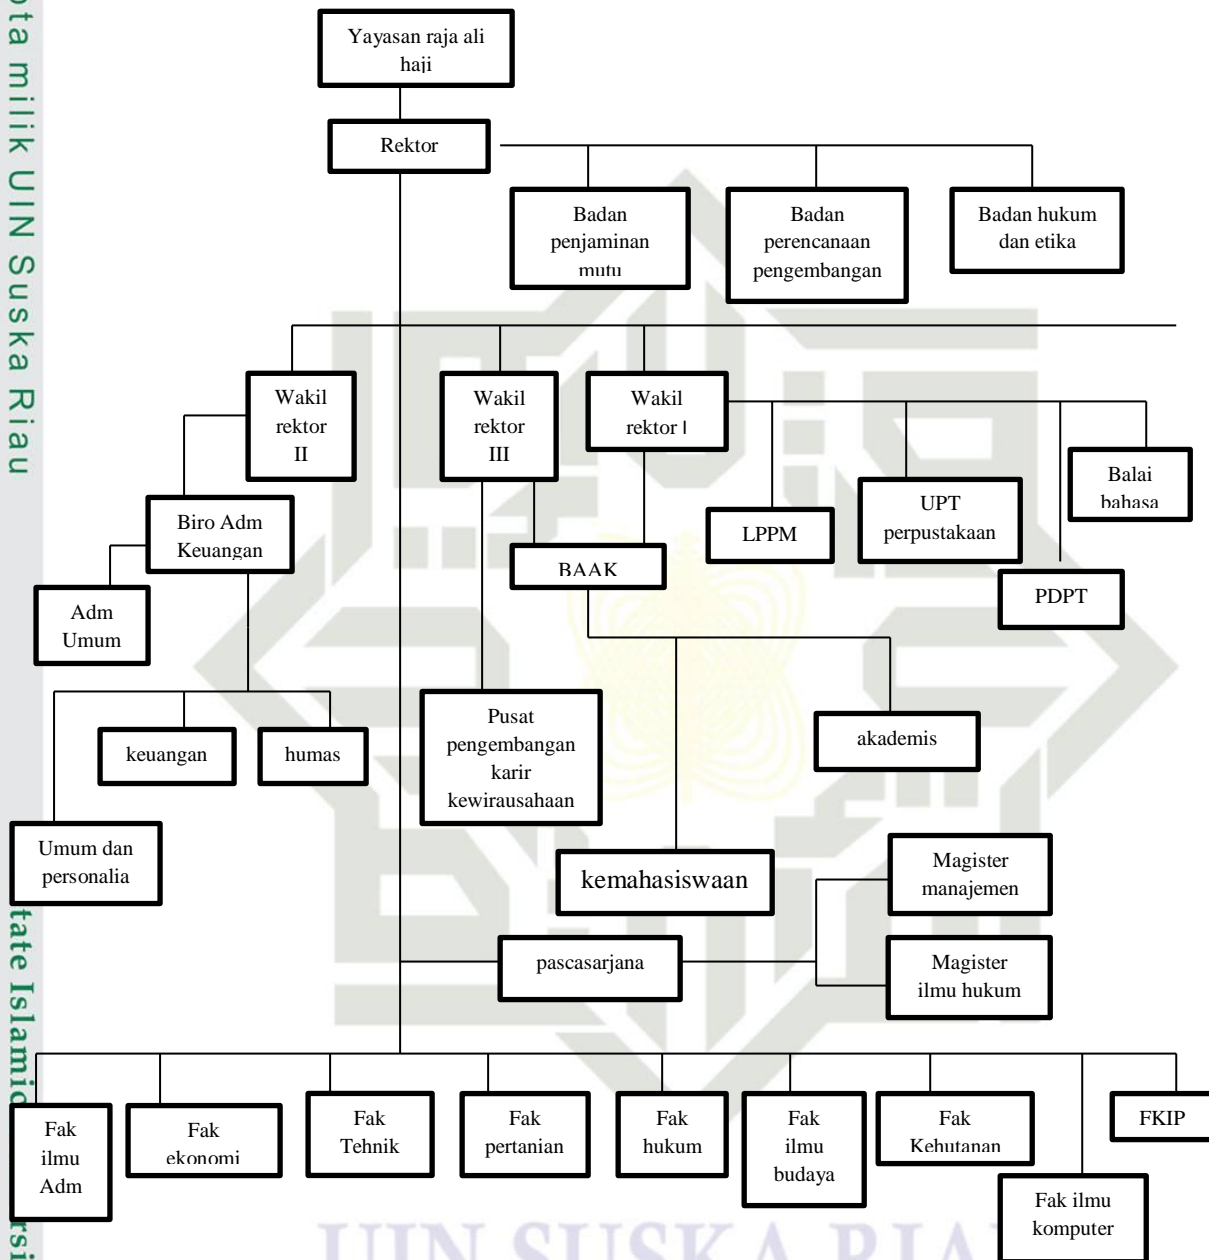 Yayasan raja ali
haji
Rektor
Badan
penjaminan
mutu
Badan
perencanaan
pengembangan
Badan hukum
dan etika
Wakil
rektor
II
Wakil
rektor
III
Wakil
rektor I
Balai
bahasa
UPT
perpustakaan
LPPM
PDPT
Biro Adm
Keuangan
BAAK
Adm
Umum
keuangan
humas
Pusat
pengembangan
karir
kewirausahaan
akademis
Umum dan
personalia
kemahasiswaan
Magister
manajemen
pascasarjana
Magister
ilmu hukum
Fak
ilmu
Adm
Fak
ekonomi
Fak
Tehnik
Fak
pertanian
Fak
hukum
Fak
ilmu
budaya
Fak
Kehutanan
Fak ilmu
komputer
FKIP
milik UIN Suska Riau
Islamic
UIN SUSKA RIAU